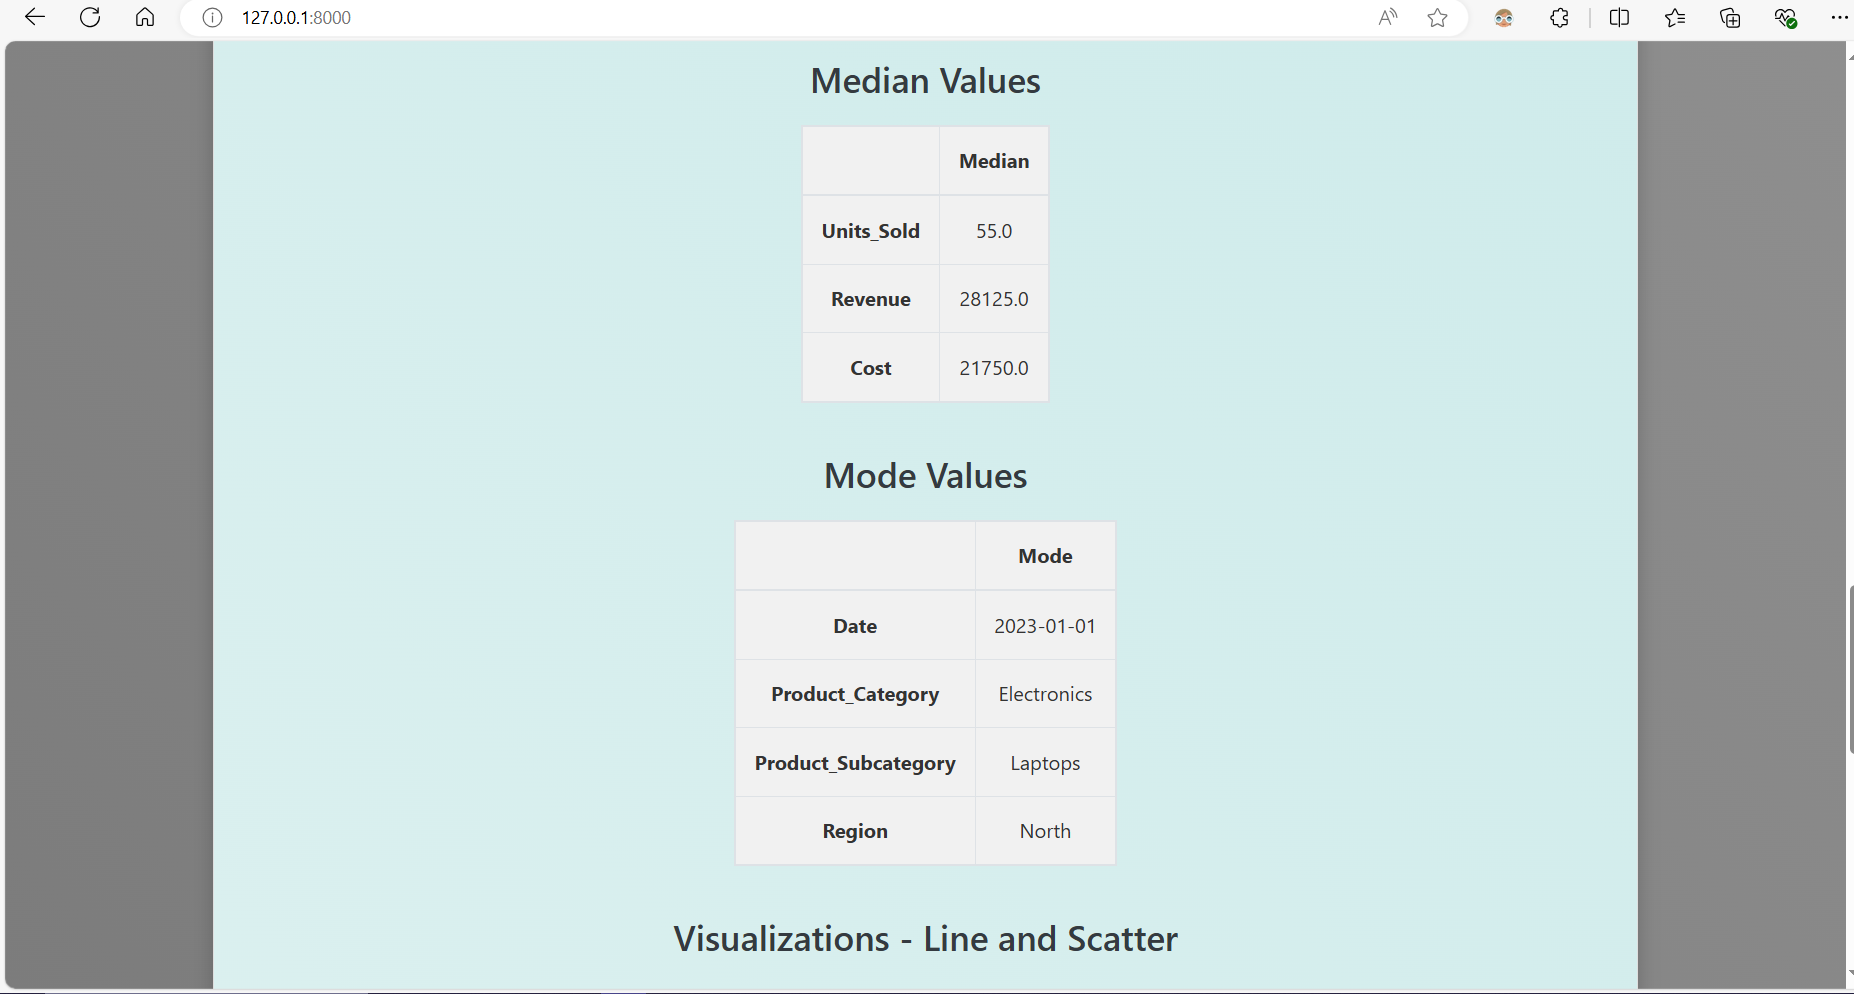 127.0.0.1:8000
Median Values
Median
Units_Sold 55.0
Revenue 28125.0
Cost 21750.0
Mode Values
Mode
Date 2023-01-01
Product_Category Electronics
Product_Subcategory Laptops
Region North
Visualizations - Line and Scatter